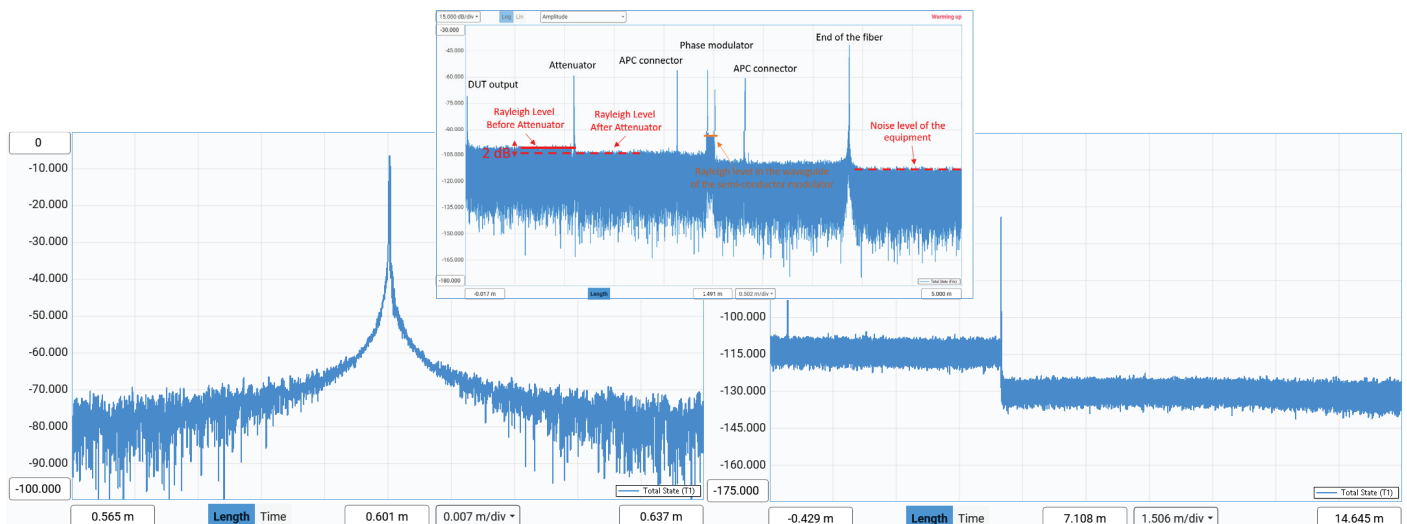 15.000 dB/div
Log Lin
Amplitude
Warming up
-30.000
-45.000
-60.000
-75.000
-90.000
-105.000
-120.000
-135.000
-150.000
-165.000
-180.000
DUT output
Attenuator
APC connector
Phase modulator
APC connector
End of the fiber
Rayleigh Level
Before Attenuator
Rayleigh Level
After Attenuator
2 dB
Noise level of the
equipment
Rayleigh level in the waveguide
of the semi-conductor modulator
Total State (T1)
-0.017 m
Length
2.491 m
0.502 m/div
5.000 m
0
-10.000
-20.000
-30.000
-40.000
-50.000
-60.000
-70.000
-80.000
-90.000
-100.000
Total State (T1)
0.565 m
Length Time
0.601 m
0.007 m/div
0.637 m
-100.000
-115.000
-130.000
-145.000
-160.000
-175.000
Total State (T1)
-0.429 m
Length Time
7.108 m
1.506 m/div
14.645 m